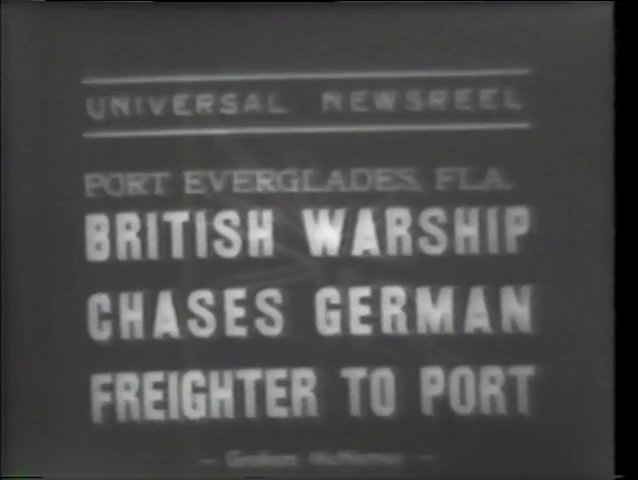 UNIVERSAL NEWSREEL
PORT EVERGLADES, FLA.
BRITISH WARSHIP
CHASES GERMAN
FREIGHTER TO PORT